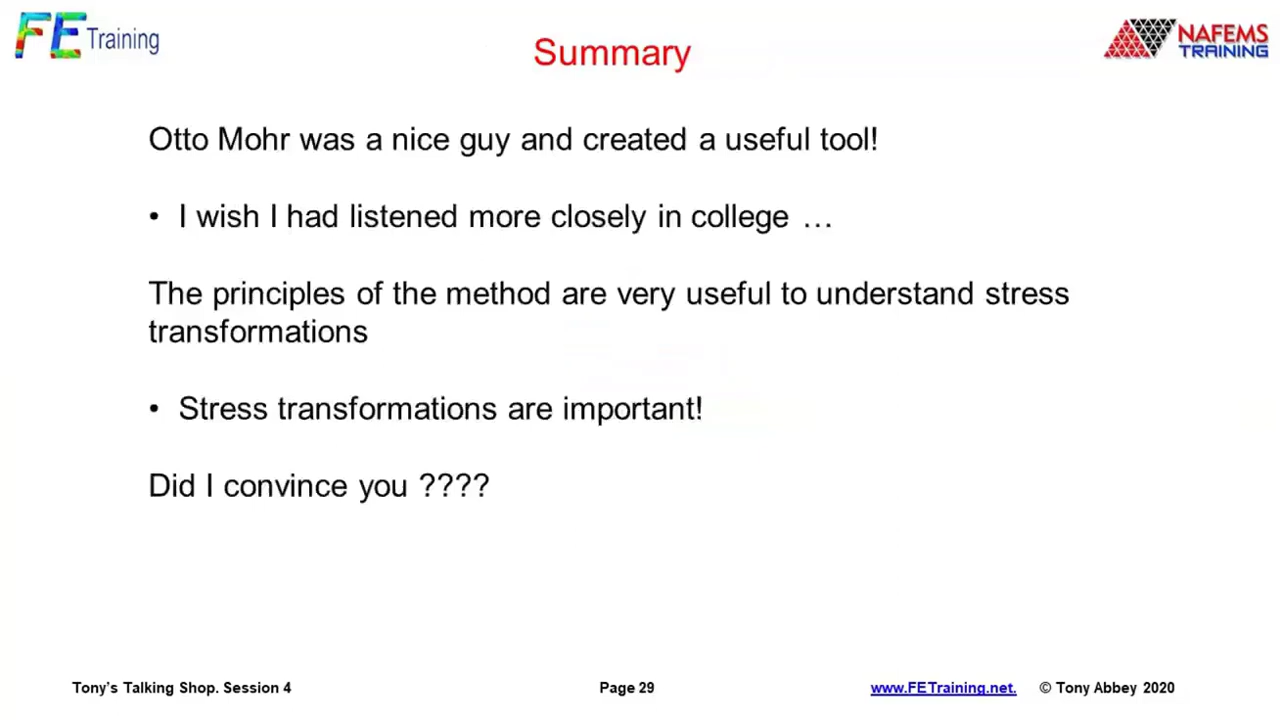 FE Training
Summary
NAFEMS
TRAINING
Otto Mohr was a nice guy and created a useful tool!
• I wish I had listened more closely in college …
The principles of the method are very useful to understand stress
transformations
• Stress transformations are important!
Did I convince you ????
Tony’s Talking Shop. Session 4
Page 29
www.FETraining.net.
© Tony Abbey 2020